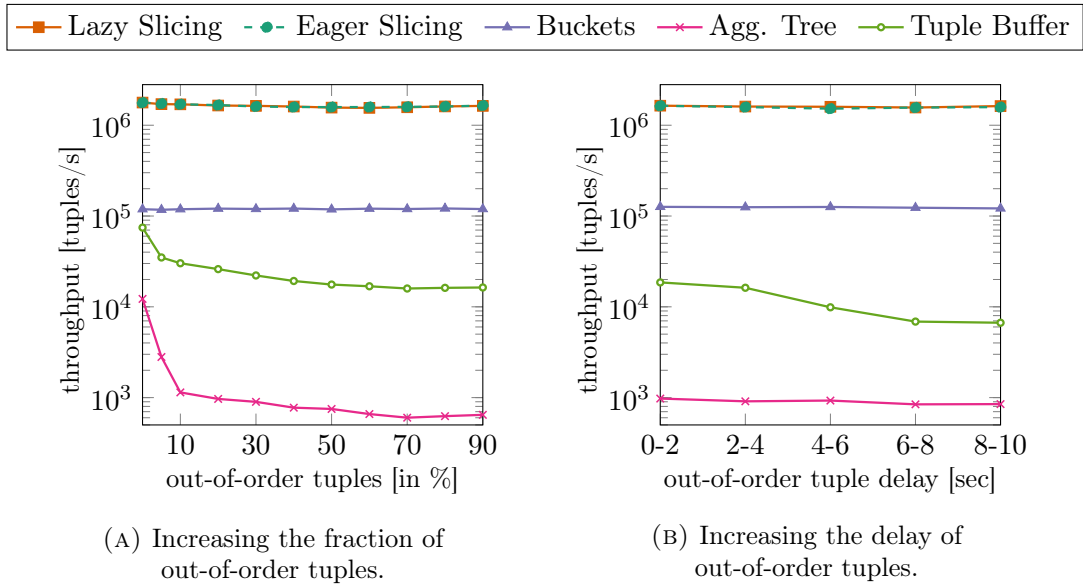 Lazy Slicing Eager Slicing Buckets Agg. Tree Tuple Buffer
throughput [tuples/s]
10^6
10^5
10^4
10^3
10 30 50 70 90
out-of-order tuples [in %]
(A) Increasing the fraction of
out-of-order tuples.
throughput [tuples/s]
10^6
10^5
10^4
10^3
0-2 2-4 4-6 6-8 8-10
out-of-order tuple delay [sec]
(B) Increasing the delay of
out-of-order tuples.